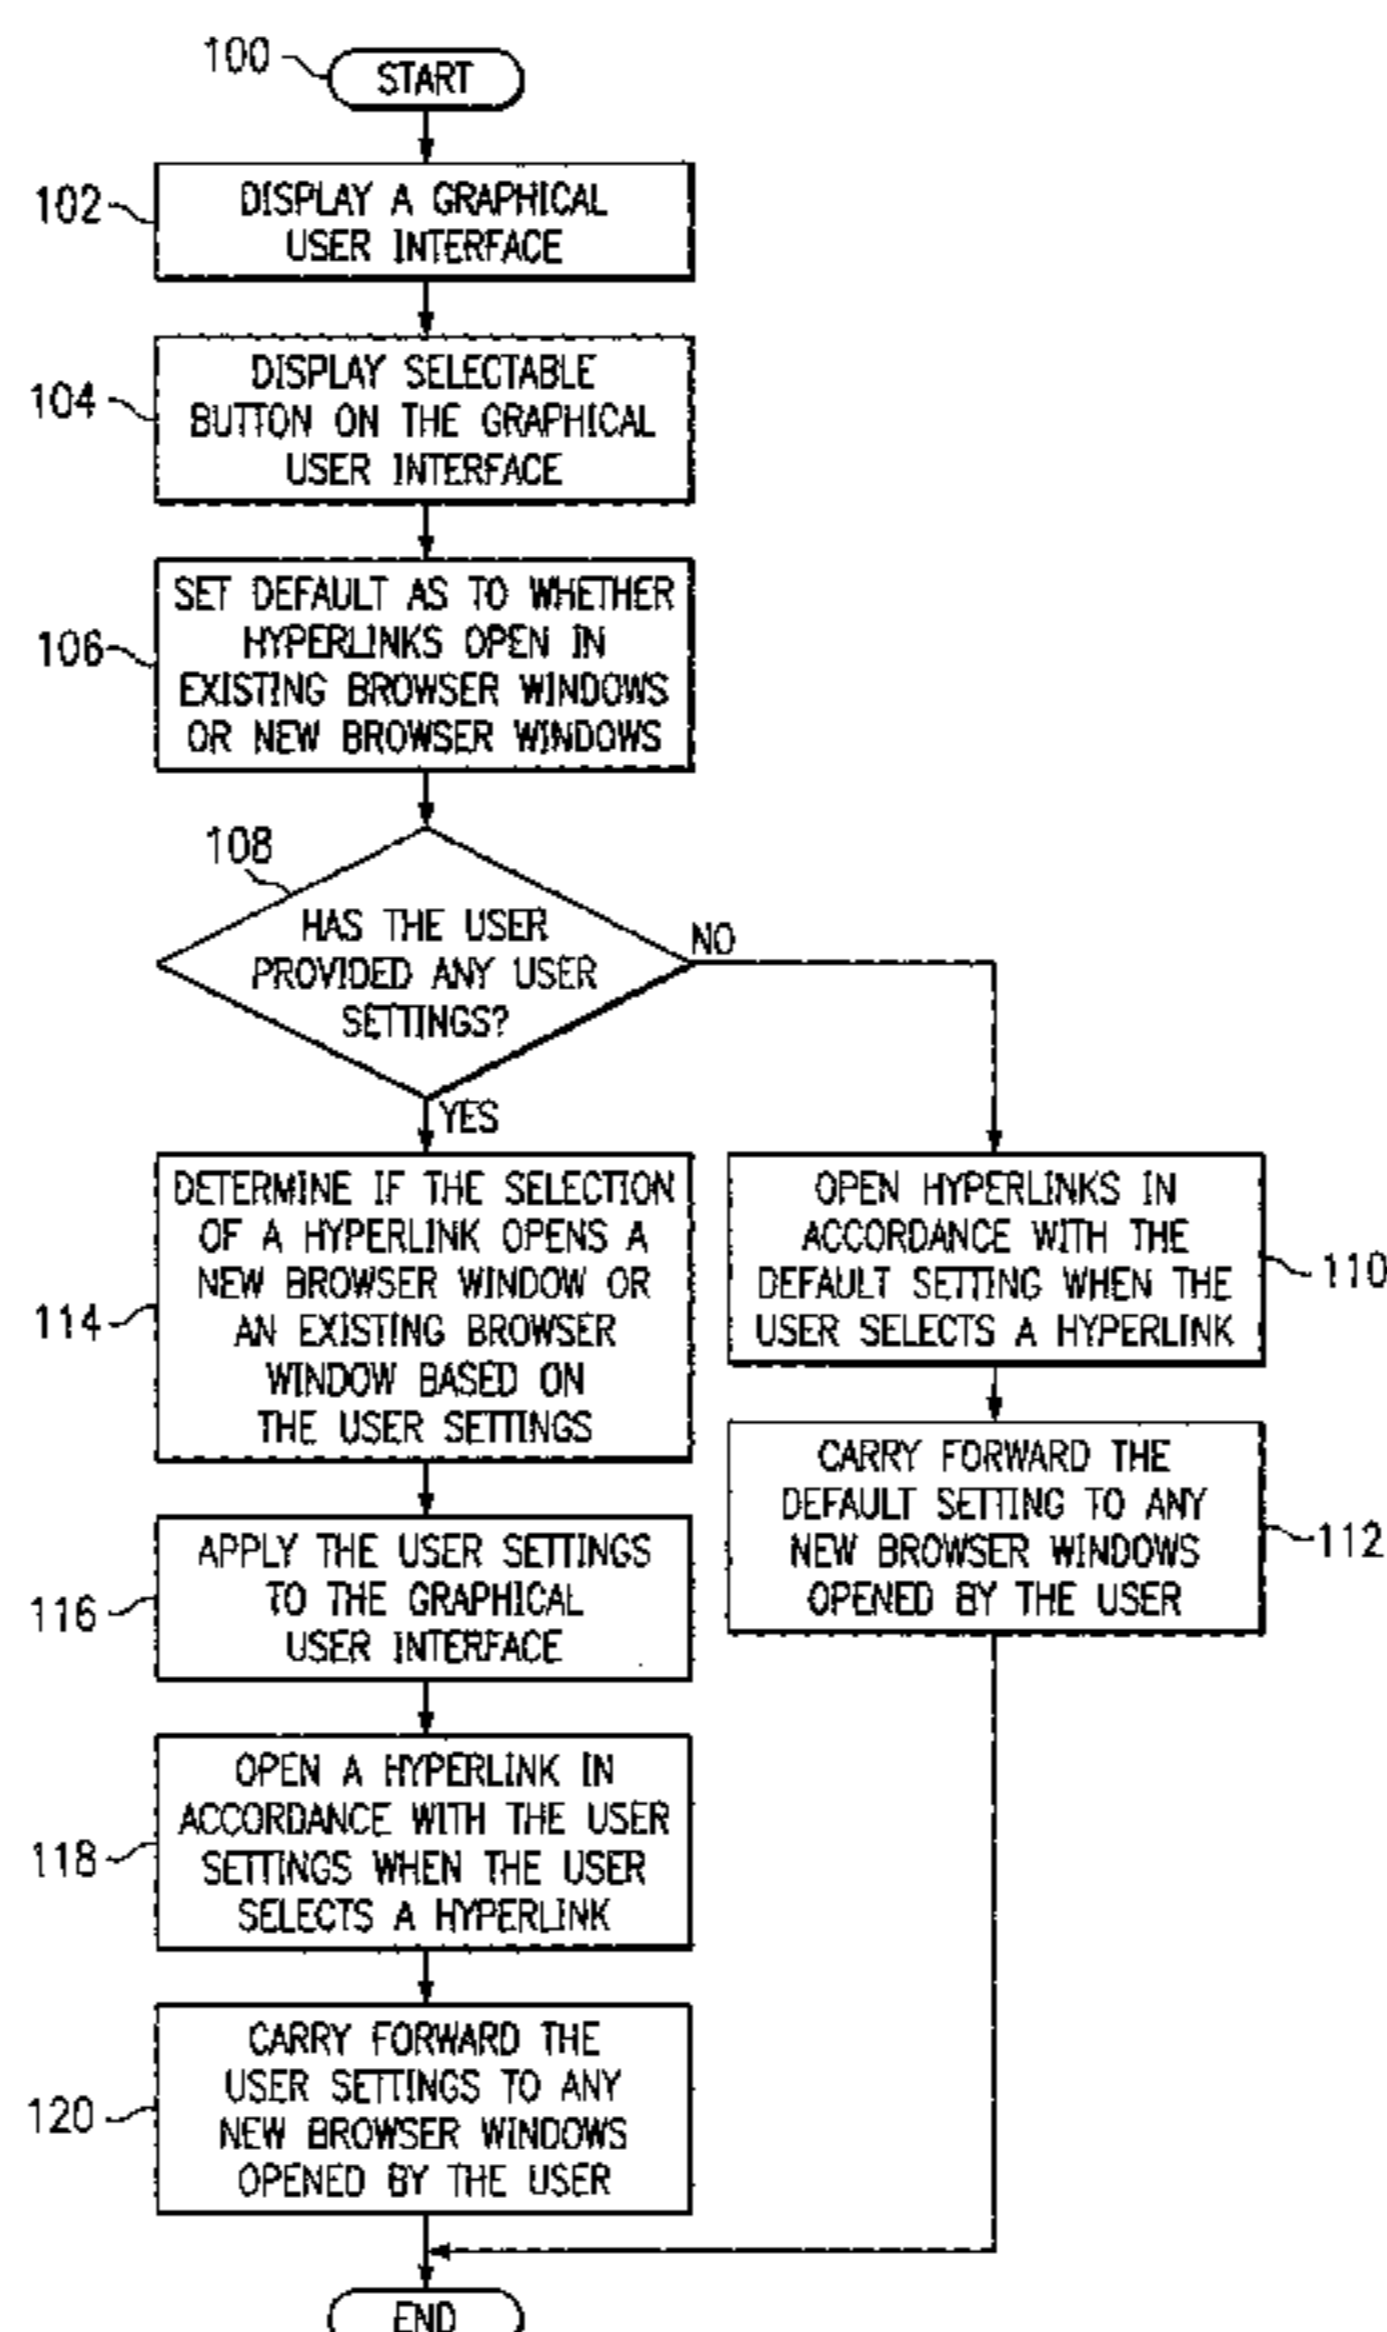 100
START
102
DISPLAY A GRAPHICAL
USER INTERFACE
104
DISPLAY SELECTABLE
BUTTON ON THE GRAPHICAL
USER INTERFACE
106
SET DEFAULT AS TO WHETHER
HYPERLINKS OPEN IN
EXISTING BROWSER WINDOWS
OR NEW BROWSER WINDOWS
108
HAS THE USER
PROVIDED ANY USER
SETTINGS?
NO
YES
114
DETERMINE IF THE SELECTION
OF A HYPERLINK OPENS A
NEW BROWSER WINDOW OR
AN EXISTING BROWSER
WINDOW BASED ON
THE USER SETTINGS
OPEN HYPERLINKS IN
ACCORDANCE WITH THE
DEFAULT SETTING WHEN THE
USER SELECTS A HYPERLINK
110
CARRY FORWARD THE
DEFAULT SETTING TO ANY
NEW BROWSER WINDOWS
OPENED BY THE USER
112
116
APPLY THE USER SETTINGS
TO THE GRAPHICAL
USER INTERFACE
118
OPEN A HYPERLINK IN
ACCORDANCE WITH THE USER
SETTINGS WHEN THE USER
SELECTS A HYPERLINK
120
CARRY FORWARD THE
USER SETTINGS TO ANY
NEW BROWSER WINDOWS
OPENED BY THE USER
END